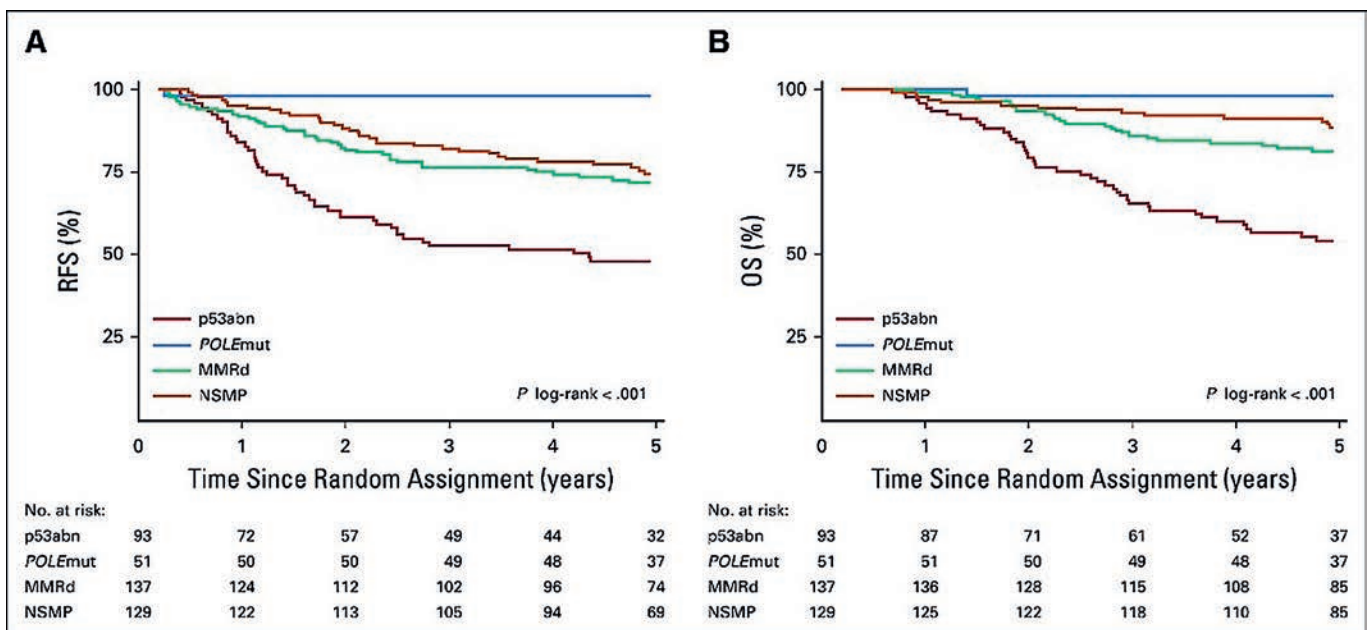 A
100
75
50
25
RFS (%)
p53abn
POLEmut
MMRd
NSMP
P log-rank < .001
0 1 2 3 4 5
Time Since Random Assignment (years)
No. at risk:
p53abn 93 72 57 49 44 32
POLEmut 51 50 50 49 48 37
MMRd 137 124 112 102 96 74
NSMP 129 122 113 105 94 69
B
100
75
50
25
OS (%)
p53abn
POLEmut
MMRd
NSMP
P log-rank < .001
0 1 2 3 4 5
Time Since Random Assignment (years)
No. at risk:
p53abn 93 87 71 61 52 37
POLEmut 51 51 50 49 48 37
MMRd 137 136 128 115 108 85
NSMP 129 125 122 118 110 85